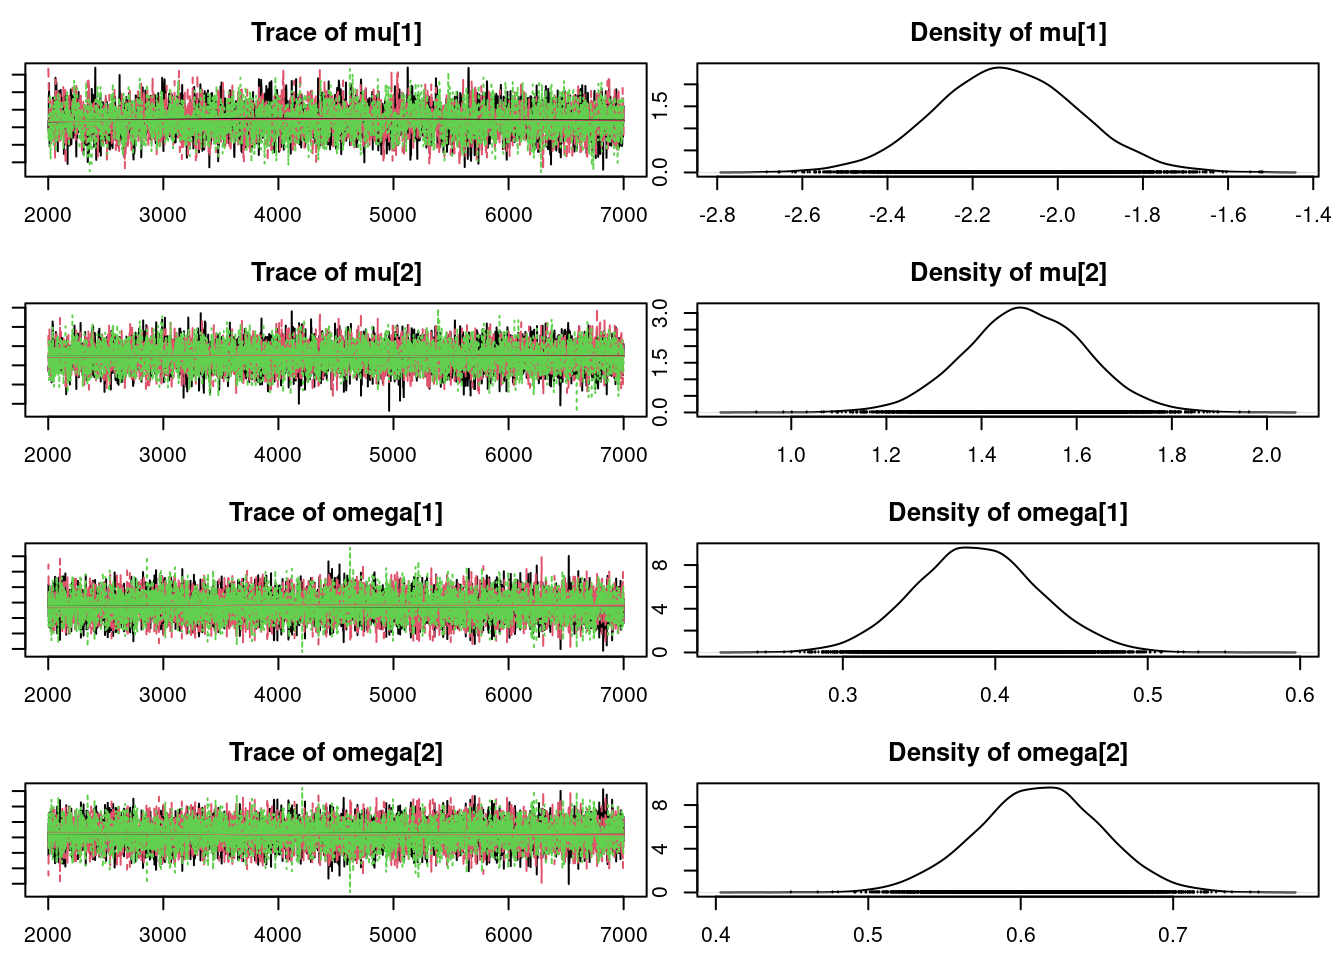 Trace of mu[1] Density of mu[1]
0.0 1.5
2000 3000 4000 5000 6000 7000 -2.8 -2.6 -2.4 -2.2 -2.0 -1.8 -1.6 -1.4
Trace of mu[2] Density of mu[2]
0.0 1.5 3.0
2000 3000 4000 5000 6000 7000 1.0 1.2 1.4 1.6 1.8 2.0
Trace of omega[1] Density of omega[1]
0 4 8
2000 3000 4000 5000 6000 7000 0.3 0.4 0.5 0.6
Trace of omega[2] Density of omega[2]
0 4 8
2000 3000 4000 5000 6000 7000 0.4 0.5 0.6 0.7